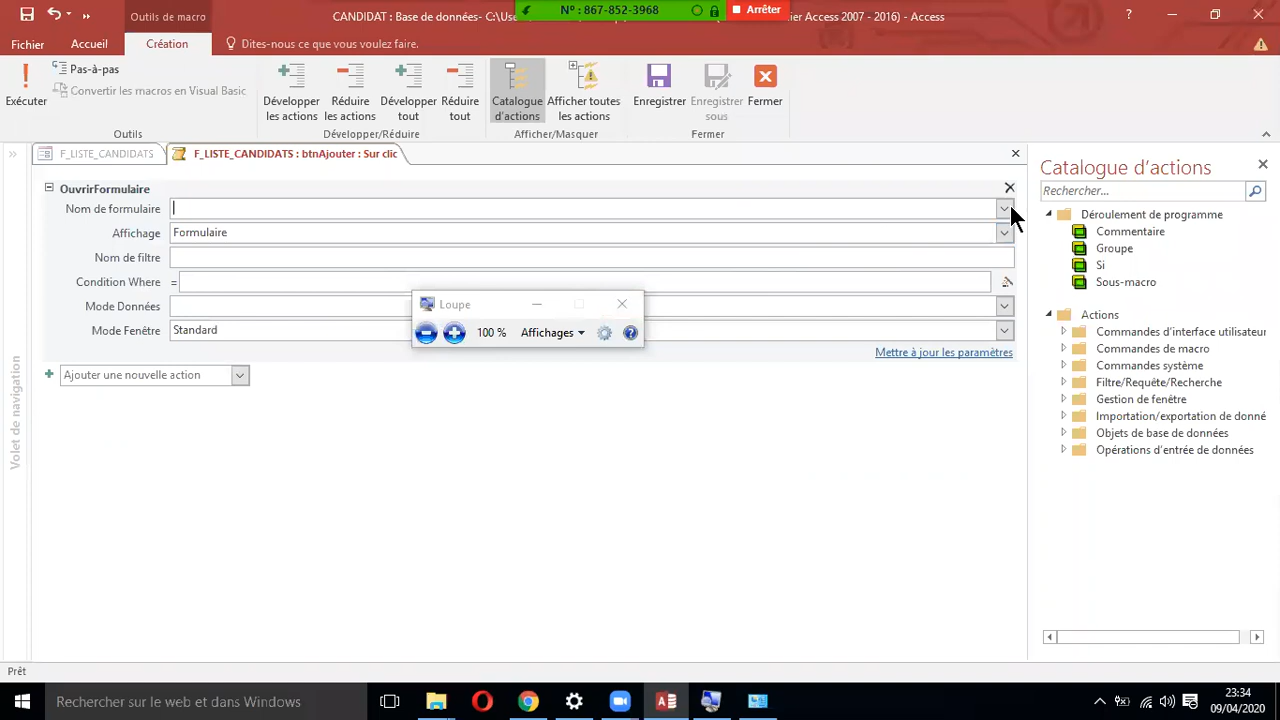 Outils de macro
CANDIDAT : Base de données- C:\Use
Nº : 867-852-3968
Arrêter
ier Access 2007 - 2016) - Access
Fichier
Accueil
Création
Dites-nous ce que vous voulez faire.
Exécuter
Pas-à-pas
Convertir les macros en Visual Basic
Outils
Développer les actions
Réduire les actions
Développer tout
Réduire tout
Développer/Réduire
Catalogue d'actions
Afficher toutes les actions
Afficher/Masquer
Enregistrer
Enregistrer sous
Fermer
Fermer
F_LISTE_CANDIDATS
F_LISTE_CANDIDATS : btnAjouter : Sur clic
Volet de navigation
OuvrirFormulaire
Nom de formulaire
Affichage
Formulaire
Nom de filtre
Condition Where =
Mode Données
Mode Fenêtre
Standard
Mettre à jour les paramètres
Ajouter une nouvelle action
Loupe
100 %
Affichages
Catalogue d'actions
Rechercher...
Déroulement de programme
Commentaire
Groupe
Si
Sous-macro
Actions
Commandes d'interface utilisateur
Commandes de macro
Commandes système
Filtre/Requête/Recherche
Gestion de fenêtre
Importation/exportation de donné
Objets de base de données
Opérations d'entrée de données
Prêt
Rechercher sur le web et dans Windows
23:34
09/04/2020